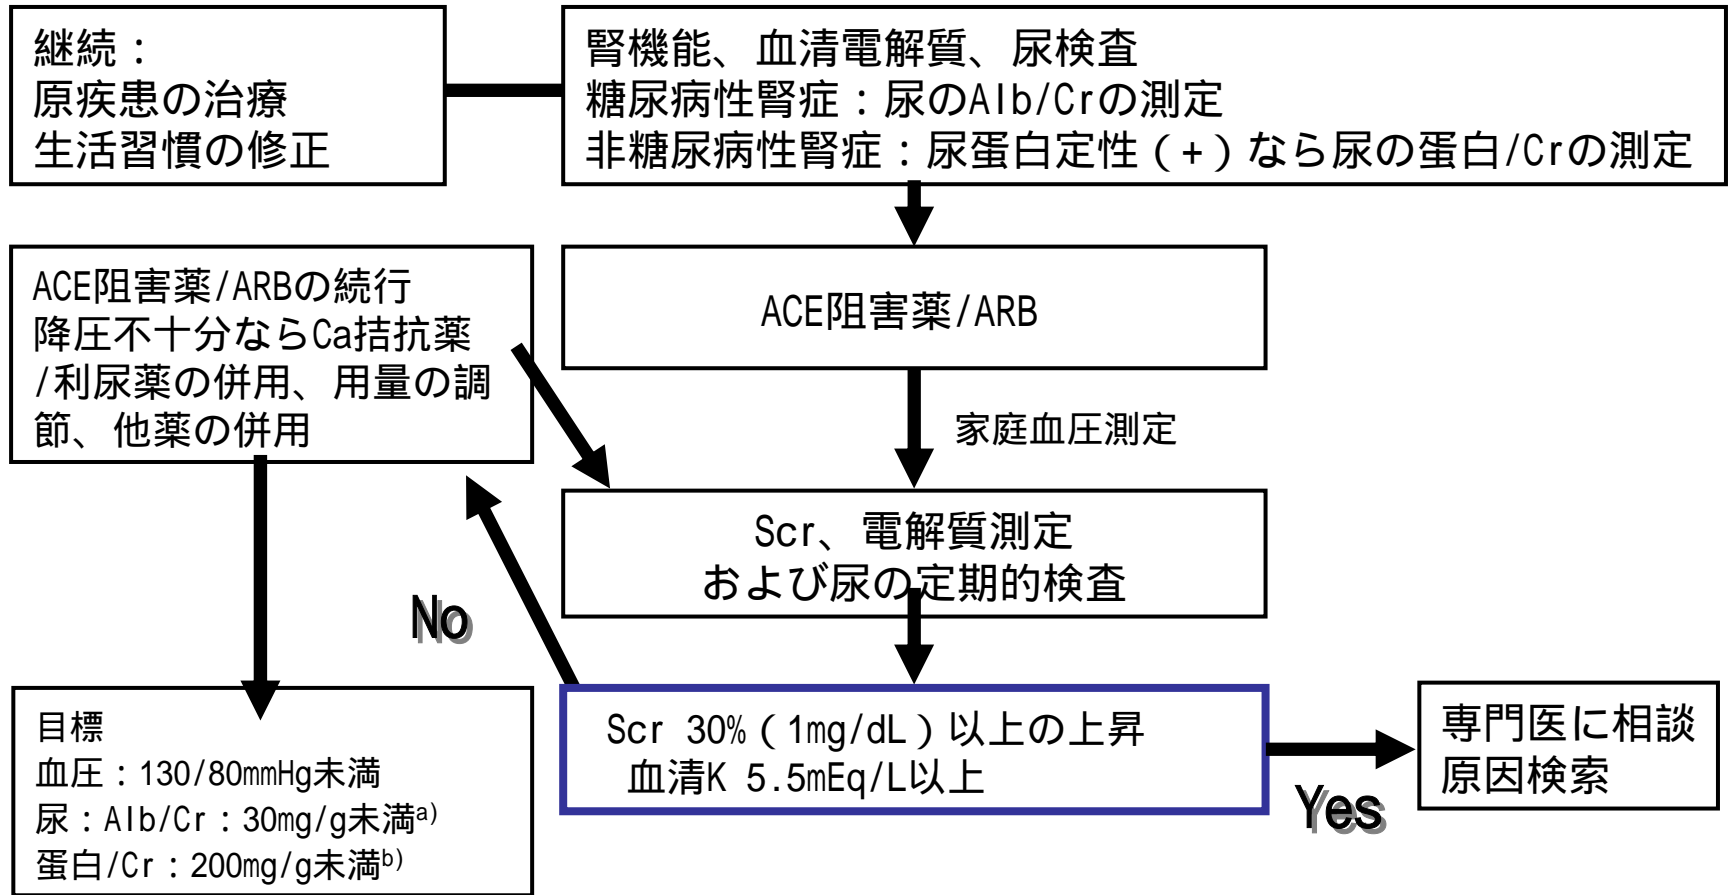 継続：
原疾患の治療
生活習慣の修正
腎機能、血清電解質、尿検査
糖尿病性腎症：尿のAlb/Crの測定
非糖尿病性腎症：尿蛋白定性（+）なら尿の蛋白/Crの測定
ACE阻害薬/ARBの続行
降圧不十分ならCa拮抗薬
/利尿薬の併用、用量の調
節、他薬の併用
ACE阻害薬/ARB
家庭血圧測定
Scr、電解質測定
および尿の定期的検査
No
目標
血圧：130/80mmHg未満
尿：Alb/Cr：30mg/g未満a)
蛋白/Cr：200mg/g未満b)
Scr 30%（1mg/dL）以上の上昇
血清K 5.5mEq/L以上
Yes
専門医に相談
原因検索